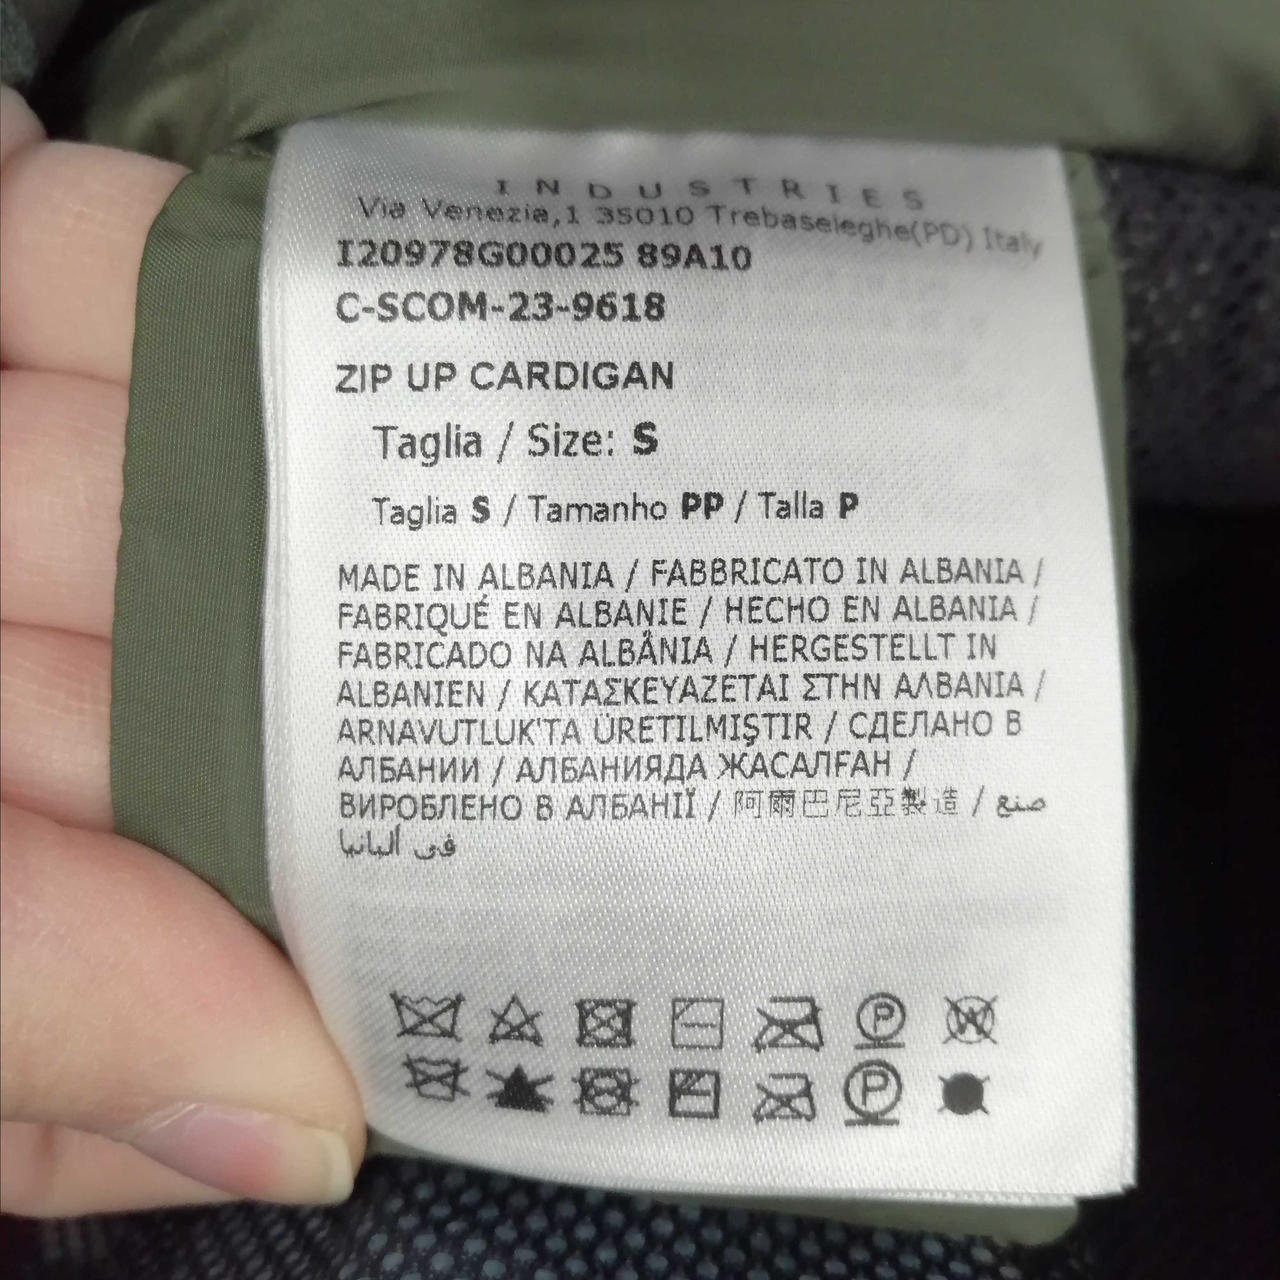 INDUSTRIES
Via Venezia,1 35010 Trebaseleghe(PD) Italy
I20978G00025 89A10
C-SCOM-23-9618
ZIP UP CARDIGAN
Taglia / Size: S
Taglia S / Tamanho PP / Talla P
MADE IN ALBANIA / FABBRICATO IN ALBANIA /
FABRIQUÉ EN ALBANIE / HECHO EN ALBANIA /
FABRICADO NA ALBÂNIA / HERGESTELLT IN
ALBANIEN / ΚΑΤΑΣΚΕΥΑΖΕΤΑΙ ΣΤΗΝ ΑΛΒΑΝΙΑ /
ARNAVUTLUK'TA ÜRETILMIŞTIR / СДЕЛАНО В
АЛБАНИИ / АЛБАНИЯДА ЖАСАЛҒАН /
ВИРОБЛЕНО В АЛБАНІЇ / 阿爾巴尼亞製造 / صنع
في ألبانيا
P W
P